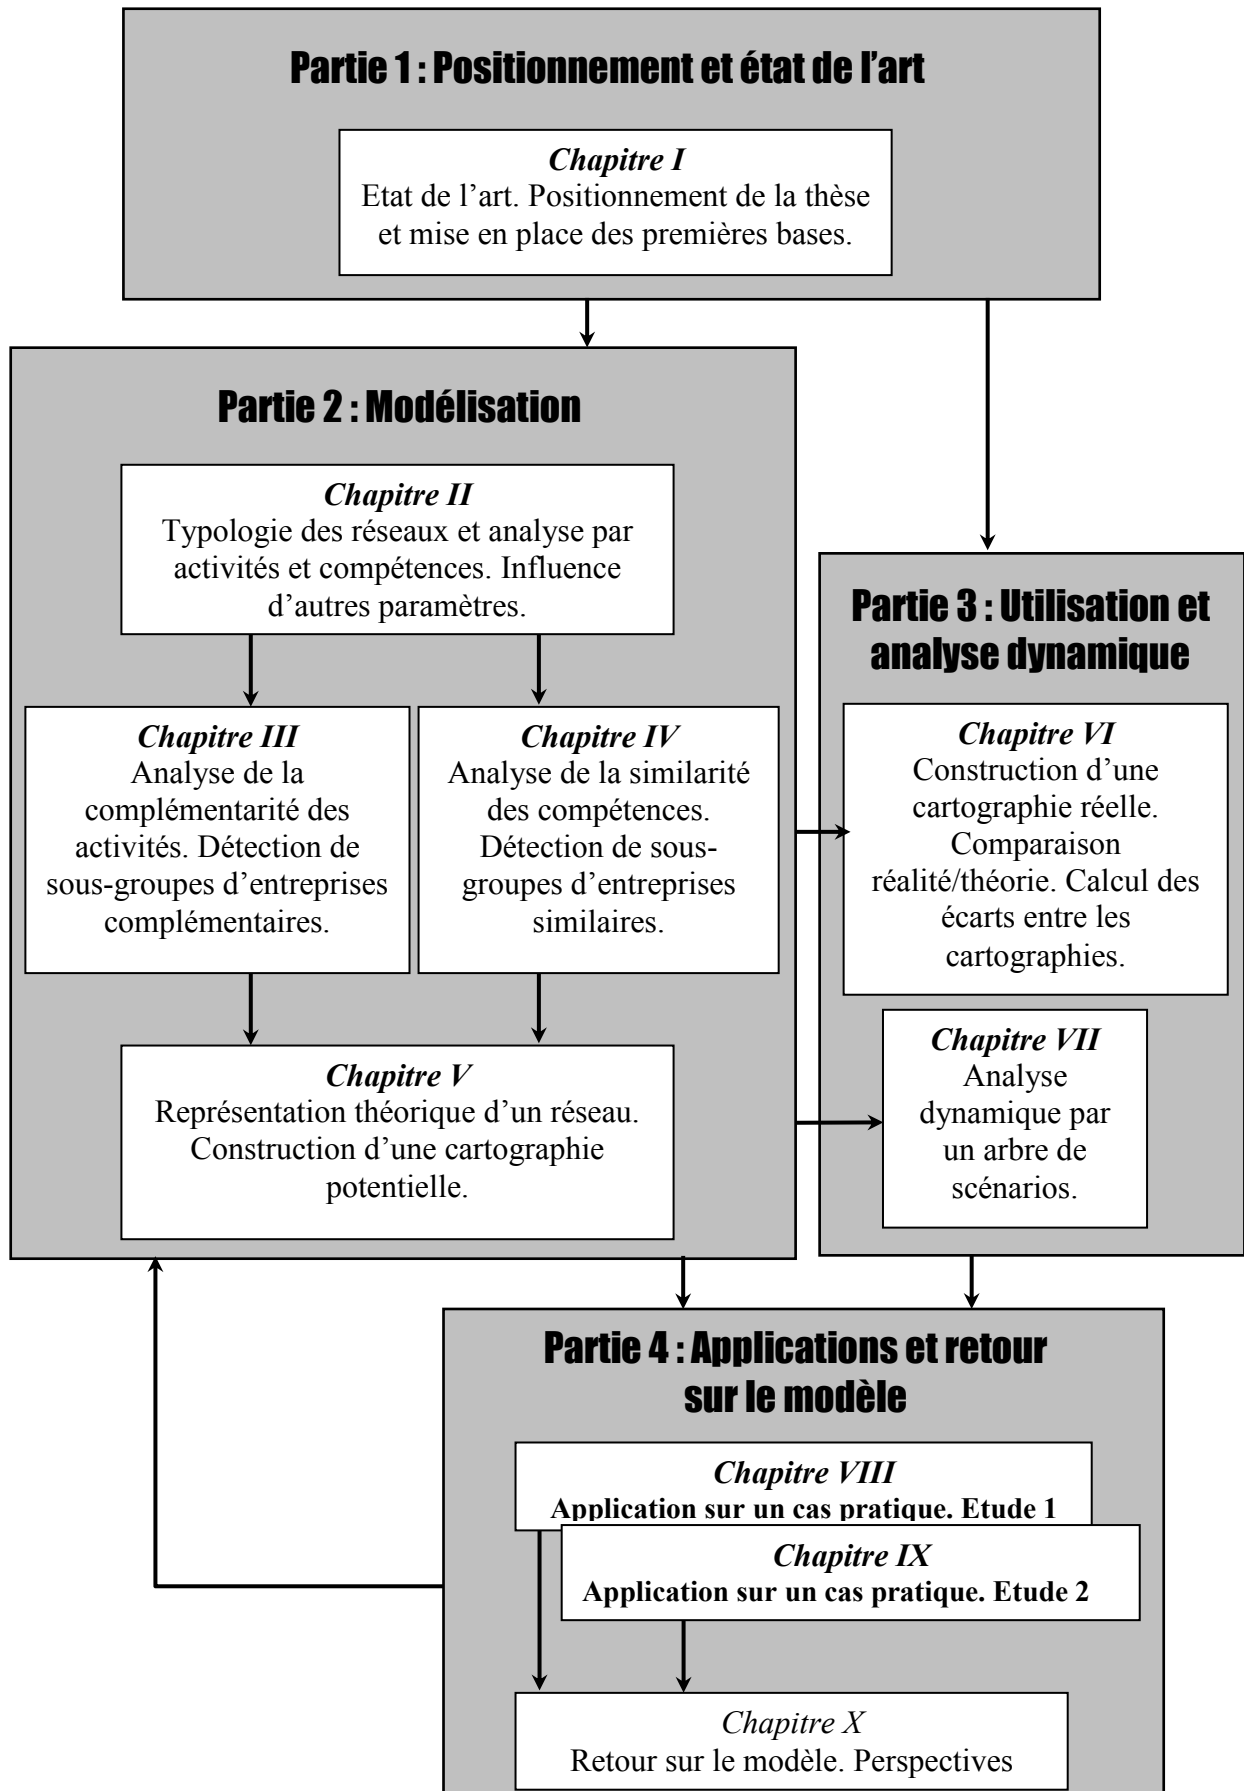 Partie 1 : Positionnement et état de l’art
Chapitre I
Etat de l’art. Positionnement de la thèse
et mise en place des premières bases.
Partie 2 : Modélisation
Chapitre II
Typologie des réseaux et analyse par
activités et compétences. Influence
d’autres paramètres.
Chapitre III
Analyse de la
complémentarité des
activités. Détection de
sous-groupes d’entreprises
complémentaires.
Chapitre IV
Analyse de la similarité
des compétences.
Détection de sous-
groupes d’entreprises
similaires.
Chapitre V
Représentation théorique d’un réseau.
Construction d’une cartographie
potentielle.
Partie 3 : Utilisation et
analyse dynamique
Chapitre VI
Construction d’une
cartographie réelle.
Comparaison
réalité/théorie. Calcul des
écarts entre les
cartographies.
Chapitre VII
Analyse
dynamique par
un arbre de
scénarios.
Partie 4 : Applications et retour
sur le modèle
Chapitre VIII
Application sur un cas pratique. Etude 1
Chapitre IX
Application sur un cas pratique. Etude 2
Chapitre X
Retour sur le modèle. Perspectives